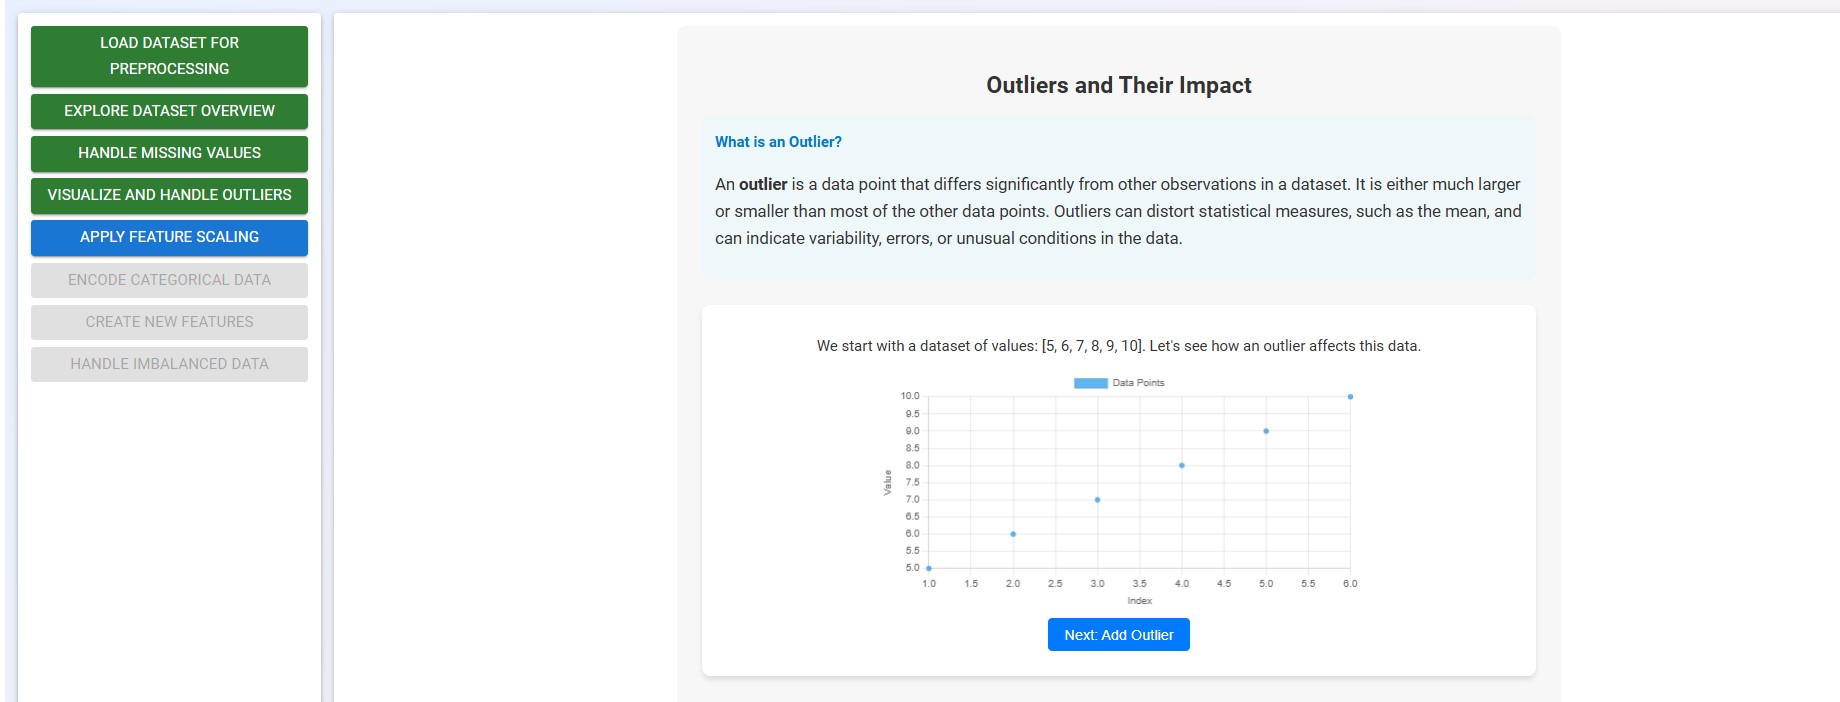 LOAD DATASET FOR
PREPROCESSING
EXPLORE DATASET OVERVIEW
HANDLE MISSING VALUES
VISUALIZE AND HANDLE OUTLIERS
APPLY FEATURE SCALING
ENCODE CATEGORICAL DATA
CREATE NEW FEATURES
HANDLE IMBALANCED DATA
Outliers and Their Impact
What is an Outlier?
An outlier is a data point that differs significantly from other observations in a dataset. It is either much larger
or smaller than most of the other data points. Outliers can distort statistical measures, such as the mean, and
can indicate variability, errors, or unusual conditions in the data.
We start with a dataset of values: [5, 6, 7, 8, 9, 10]. Let's see how an outlier affects this data.
Data Points
10.0
9.5
9.0
8.5
8.0
7.5
7.0
6.5
6.0
5.5
5.0
Value
1.0 1.5 2.0 2.5 3.0 3.5 4.0 4.5 5.0 5.5 6.0
Index
Next: Add Outlier